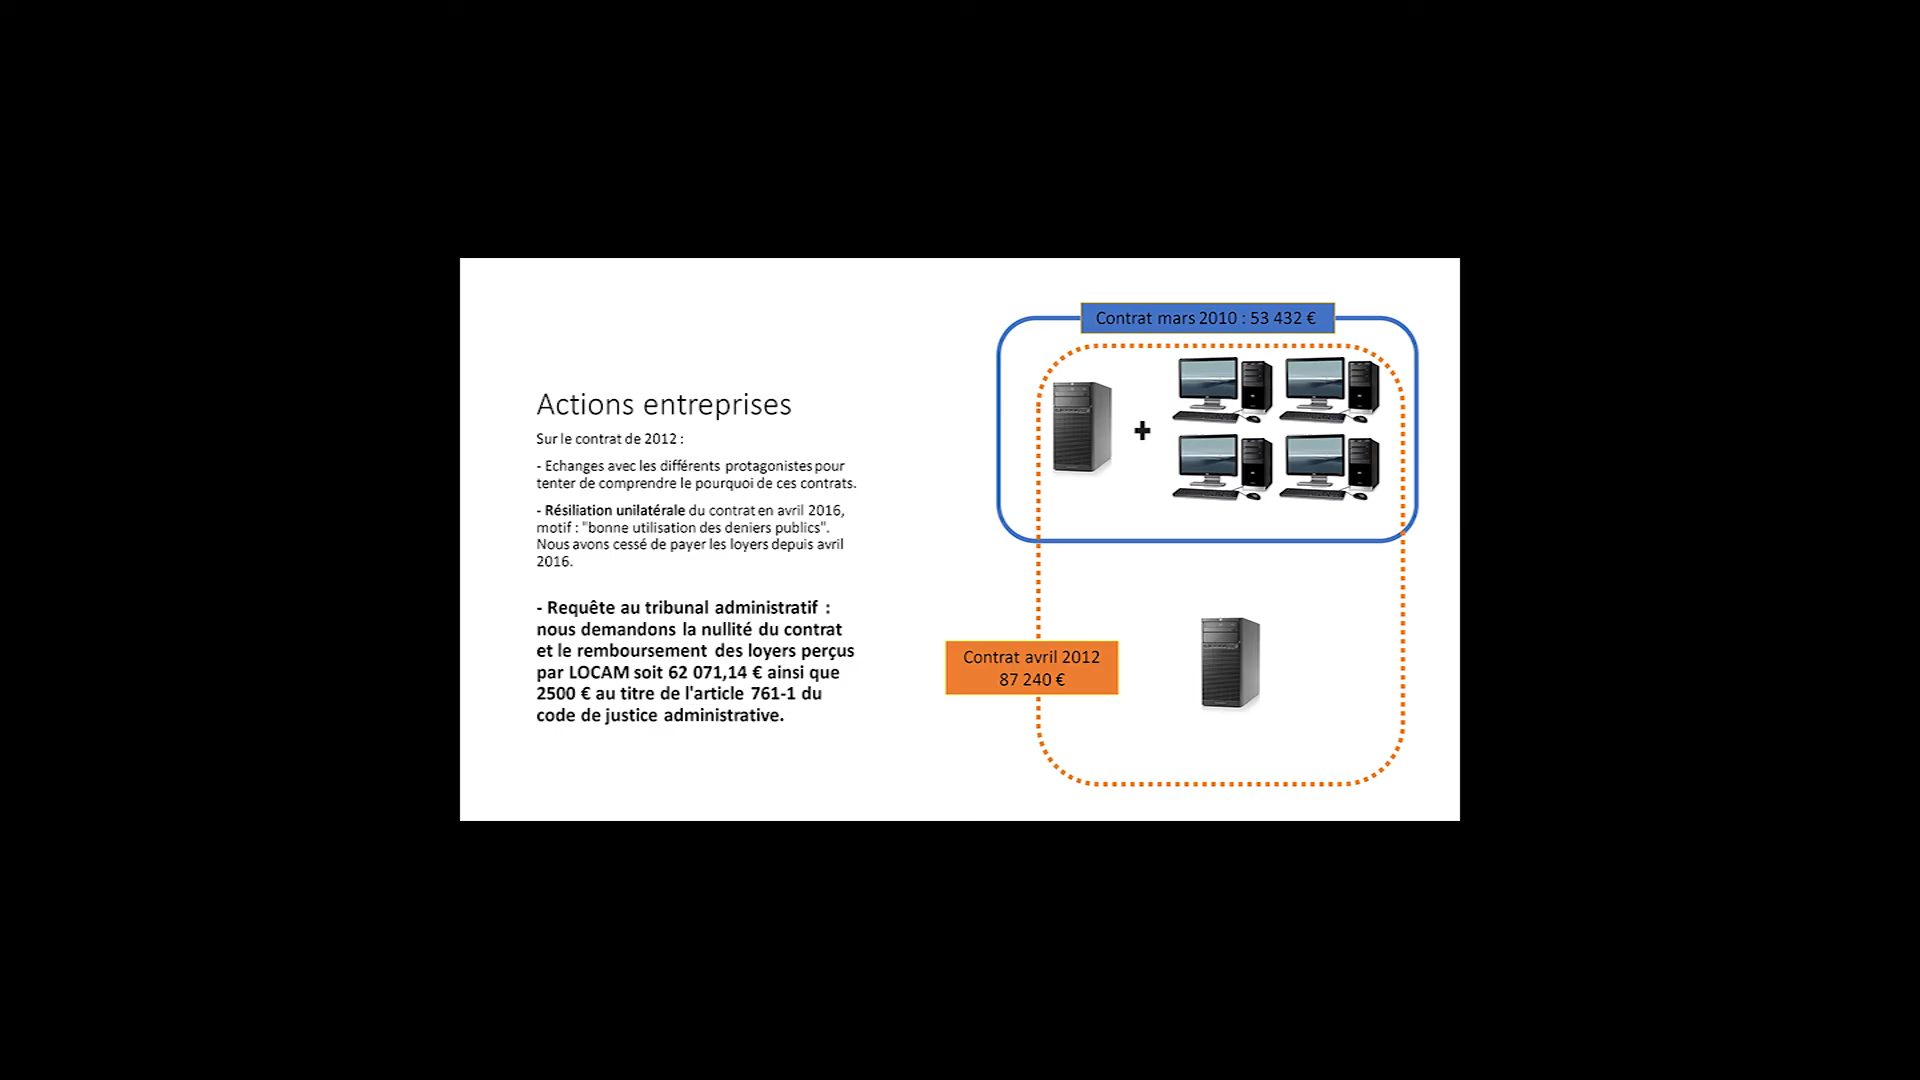 Actions entreprises
Sur le contrat de 2012 :
- Echanges avec les différents protagonistes pour
tenter de comprendre le pourquoi de ces contrats.
- Résiliation unilatérale du contrat en avril 2016,
motif : "bonne utilisation des deniers publics".
Nous avons cessé de payer les loyers depuis avril
2016.
- Requête au tribunal administratif :
nous demandons la nullité du contrat
et le remboursement des loyers perçus
par LOCAM soit 62 071,14 € ainsi que
2500 € au titre de l'article 761-1 du
code de justice administrative.
Contrat mars 2010 : 53 432 €
+
Contrat avril 2012
87 240 €